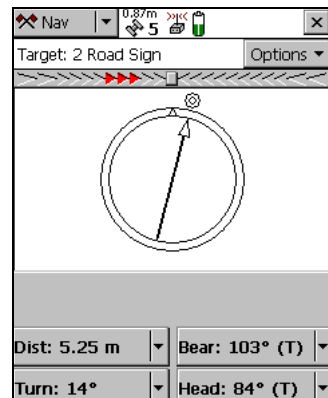 Nav
0.87m
5
Target: 2 Road Sign
Options
Dist: 5.25 m
Bear: 103° (T)
Turn: 14°
Head: 84° (T)